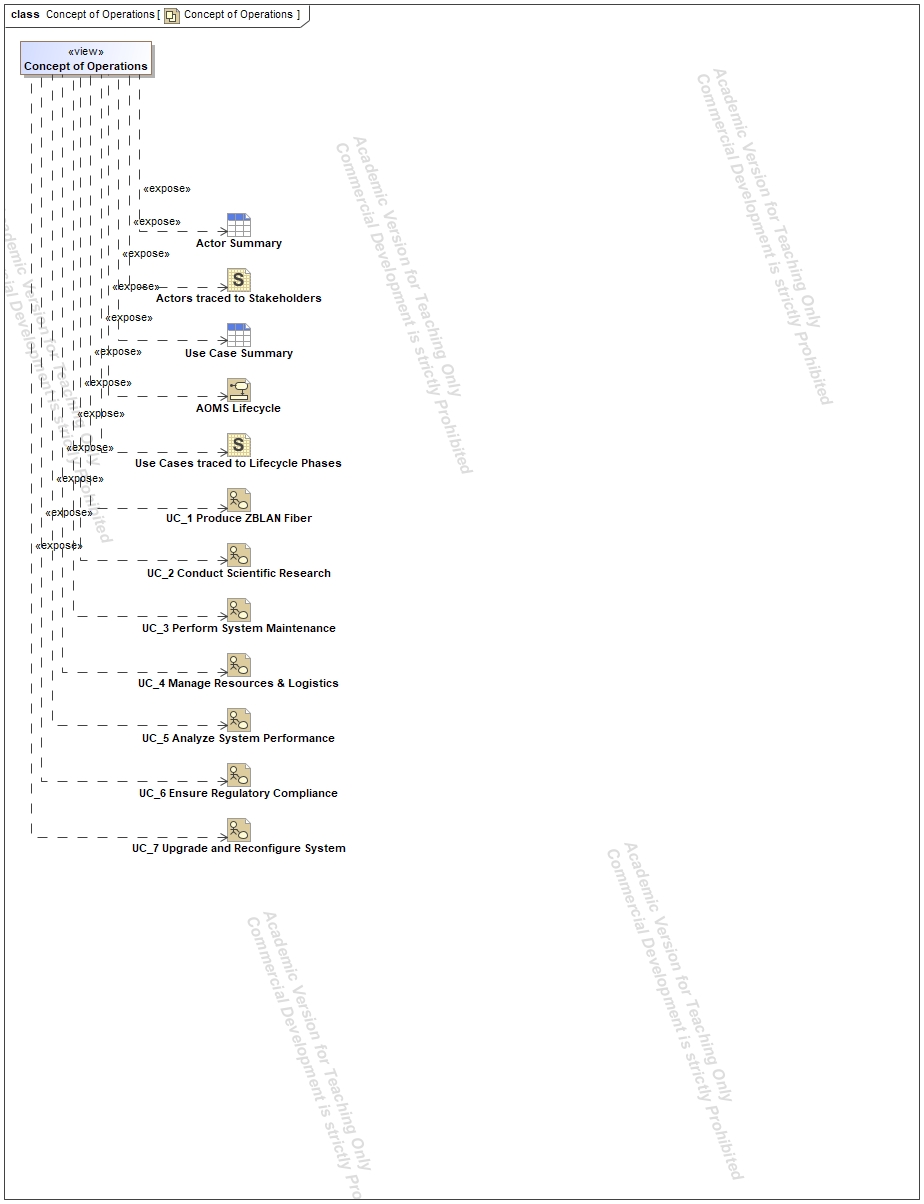 class Concept of Operations [ Concept of Operations ]
«view»
Concept of Operations
«expose»
«expose»
Actor Summary
«expose»
«expose»
Actors traced to Stakeholders
«expose»
«expose»
Use Case Summary
«expose»
«expose»
AOMS Lifecycle
«expose»
«expose»
Use Cases traced to Lifecycle Phases
«expose»
«expose»
UC_1 Produce ZBLAN Fiber
UC_2 Conduct Scientific Research
UC_3 Perform System Maintenance
UC_4 Manage Resources & Logistics
UC_5 Analyze System Performance
UC_6 Ensure Regulatory Compliance
UC_7 Upgrade and Reconfigure System
Academic Version for Teaching Only
Commercial Development is strictly Prohibited
Academic Version for Teaching Only
Commercial Development is strictly Prohibited
ademic Version for Teaching Only
cial Development is strictly Prohibited
Academic Version for Teaching Only
Commercial Development is strictly Prohibited
Academic Version for Teaching Only
Commercial Development is strictly Pro